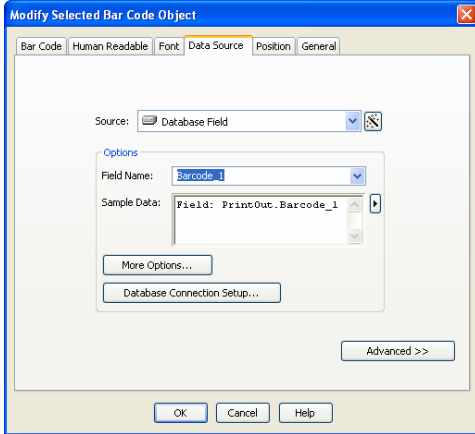 Modify Selected Bar Code Object
Bar Code Human Readable Font Data Source Position General
Source: Database Field
Options
Field Name: Barcode_1
Sample Data: Field: PrintOut.Barcode_1
More Options...
Database Connection Setup...
Advanced >>
OK Cancel Help